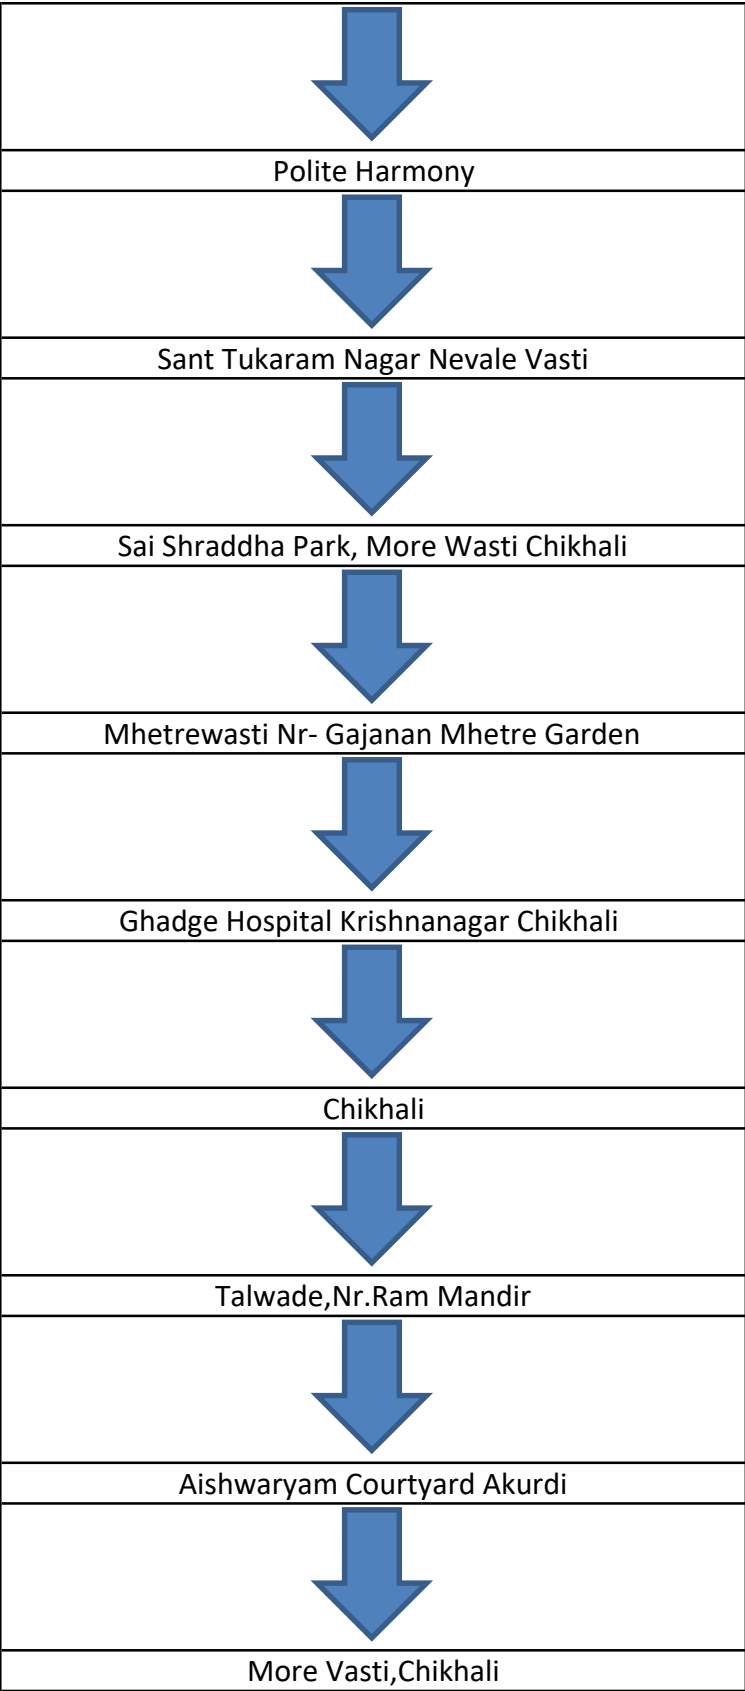 Polite Harmony
Sant Tukaram Nagar Nevale Vasti
Sai Shraddha Park, More Wasti Chikhali
Mhetrewasti Nr- Gajanan Mhetre Garden
Ghadge Hospital Krishnanagar Chikhali
Chikhali
Talwade,Nr.Ram Mandir
Aishwaryam Courtyard Akurdi
More Vasti,Chikhali